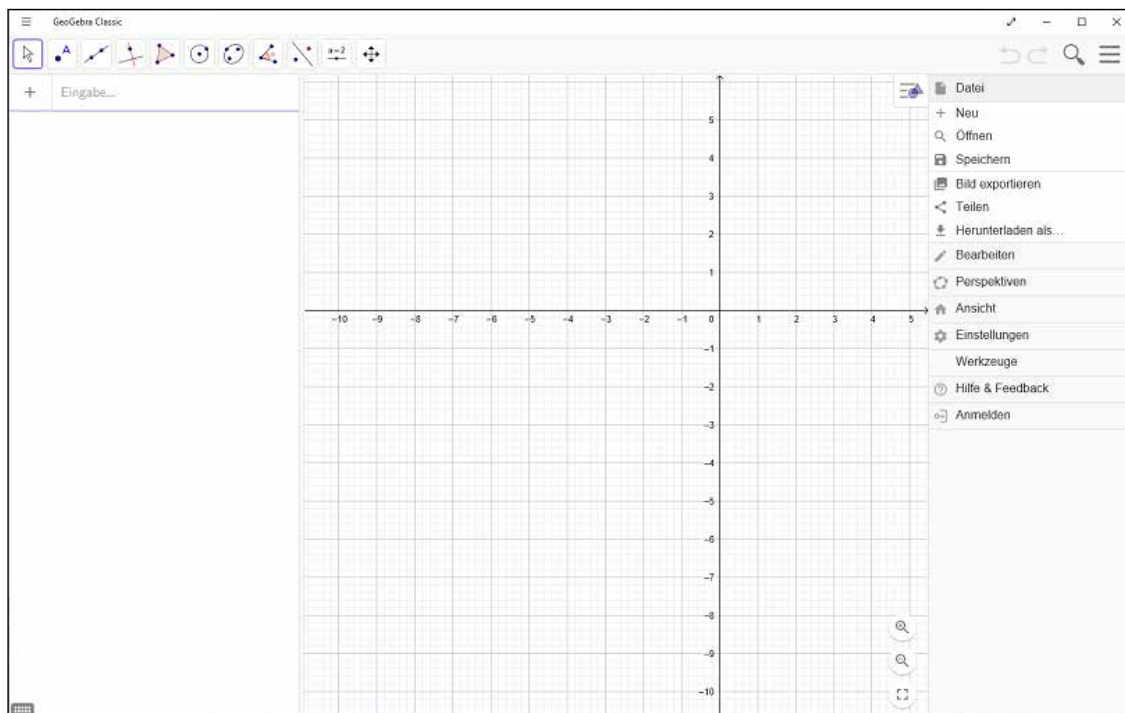 GeoGebra Classic
A
a=2
+ Eingabe...
Datei
Neu
Öffnen
Speichern
Bild exportieren
Teilen
Herunterladen als...
Bearbeiten
Perspektiven
Ansicht
Einstellungen
Werkzeuge
Hilfe & Feedback
Anmelden
5
4
3
2
1
−10 −9 −8 −7 −6 −5 −4 −3 −2 −1 0 1 2 3 4 5
−1
−2
−3
−4
−5
−6
−7
−8
−9
−10